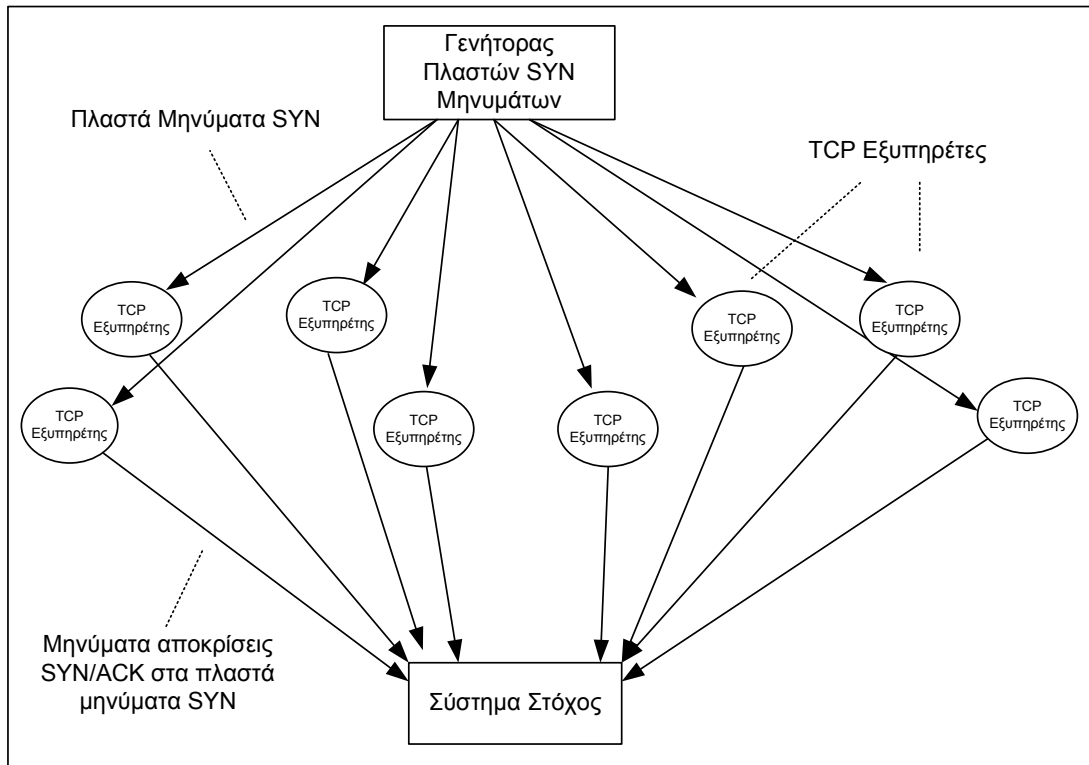 Γενήτορας
Πλαστών SYN
Μηνυμάτων
Πλαστά Μηνύματα SYN
TCP Εξυπηρέτες
TCP
Εξυπηρέτης
TCP
Εξυπηρέτης
TCP
Εξυπηρέτης
TCP
Εξυπηρέτης
TCP
Εξυπηρέτης
TCP
Εξυπηρέτης
TCP
Εξυπηρέτης
TCP
Εξυπηρέτης
Μηνύματα αποκρίσεις
SYN/ACK στα πλαστά
μηνύματα SYN
Σύστημα Στόχος